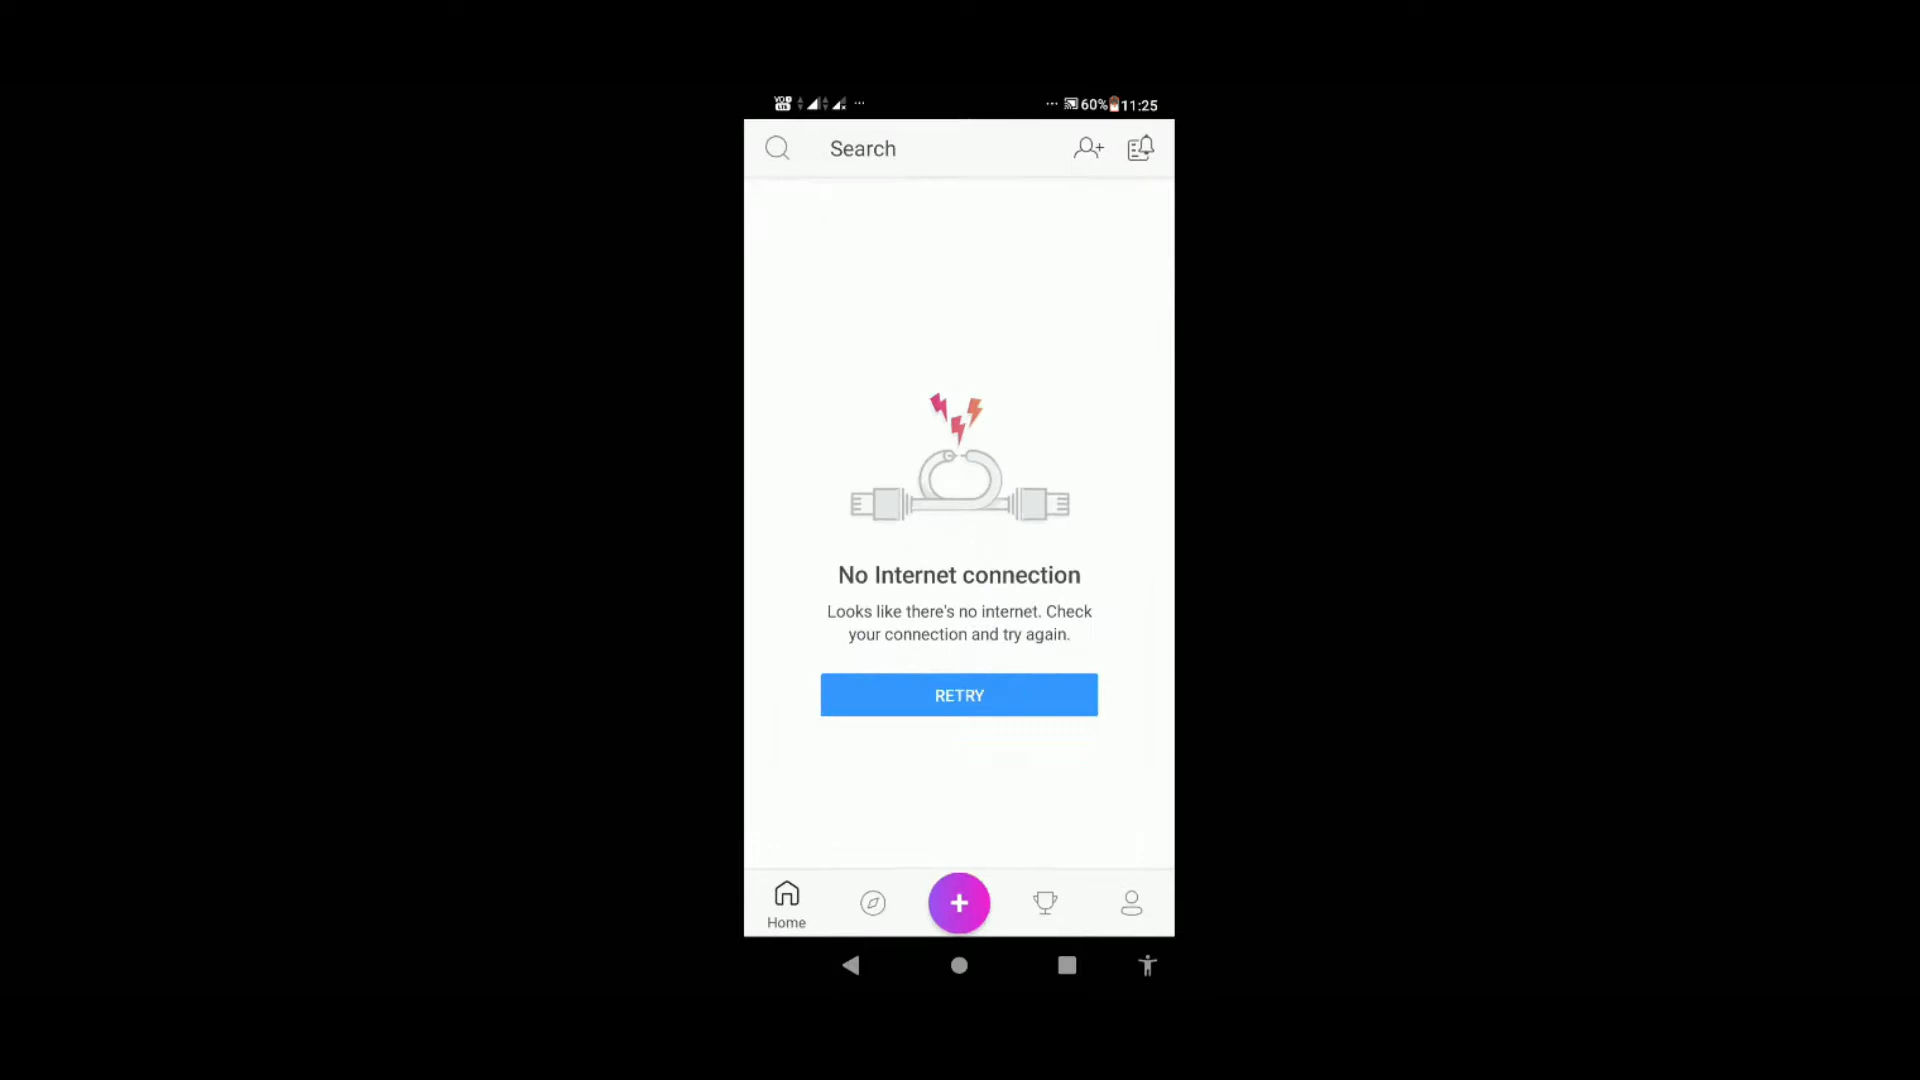 60% 11:25
Search
No Internet connection
Looks like there's no internet. Check
your connection and try again.
RETRY
Home